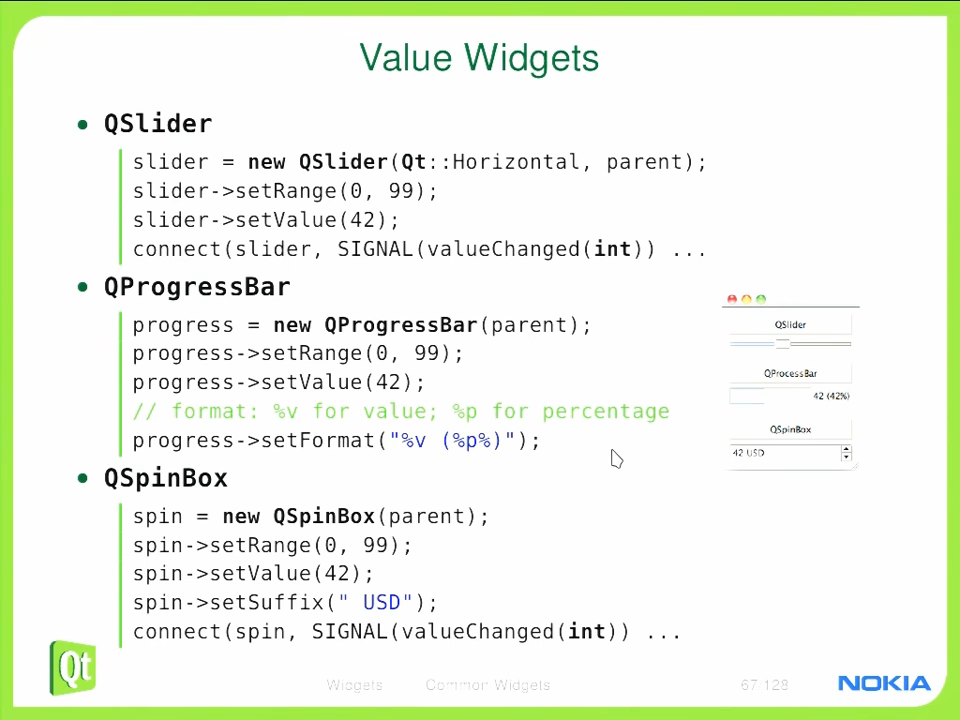 Value Widgets
• QSlider
slider = new QSlider(Qt::Horizontal, parent);
slider->setRange(0, 99);
slider->setValue(42);
connect(slider, SIGNAL(valueChanged(int)) ...
• QProgressBar
progress = new QProgressBar(parent);
progress->setRange(0, 99);
progress->setValue(42);
// format: %v for value; %p for percentage
progress->setFormat("%v (%p%)");
QSlider
QProcessBar
42 (42%)
QSpinBox
42 USD
• QSpinBox
spin = new QSpinBox(parent);
spin->setRange(0, 99);
spin->setValue(42);
spin->setSuffix(" USD");
connect(spin, SIGNAL(valueChanged(int)) ...
Qt
Widgets Common Widgets 67/128
NOKIA